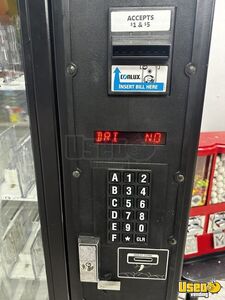 ACCEPTS
$1 & $5
COINLUX
INSERT BILL HERE
DRI NO
A 1 2
B 3 4
C 5 6
D 7 8
E 9 0
F * CLR
UsedVending